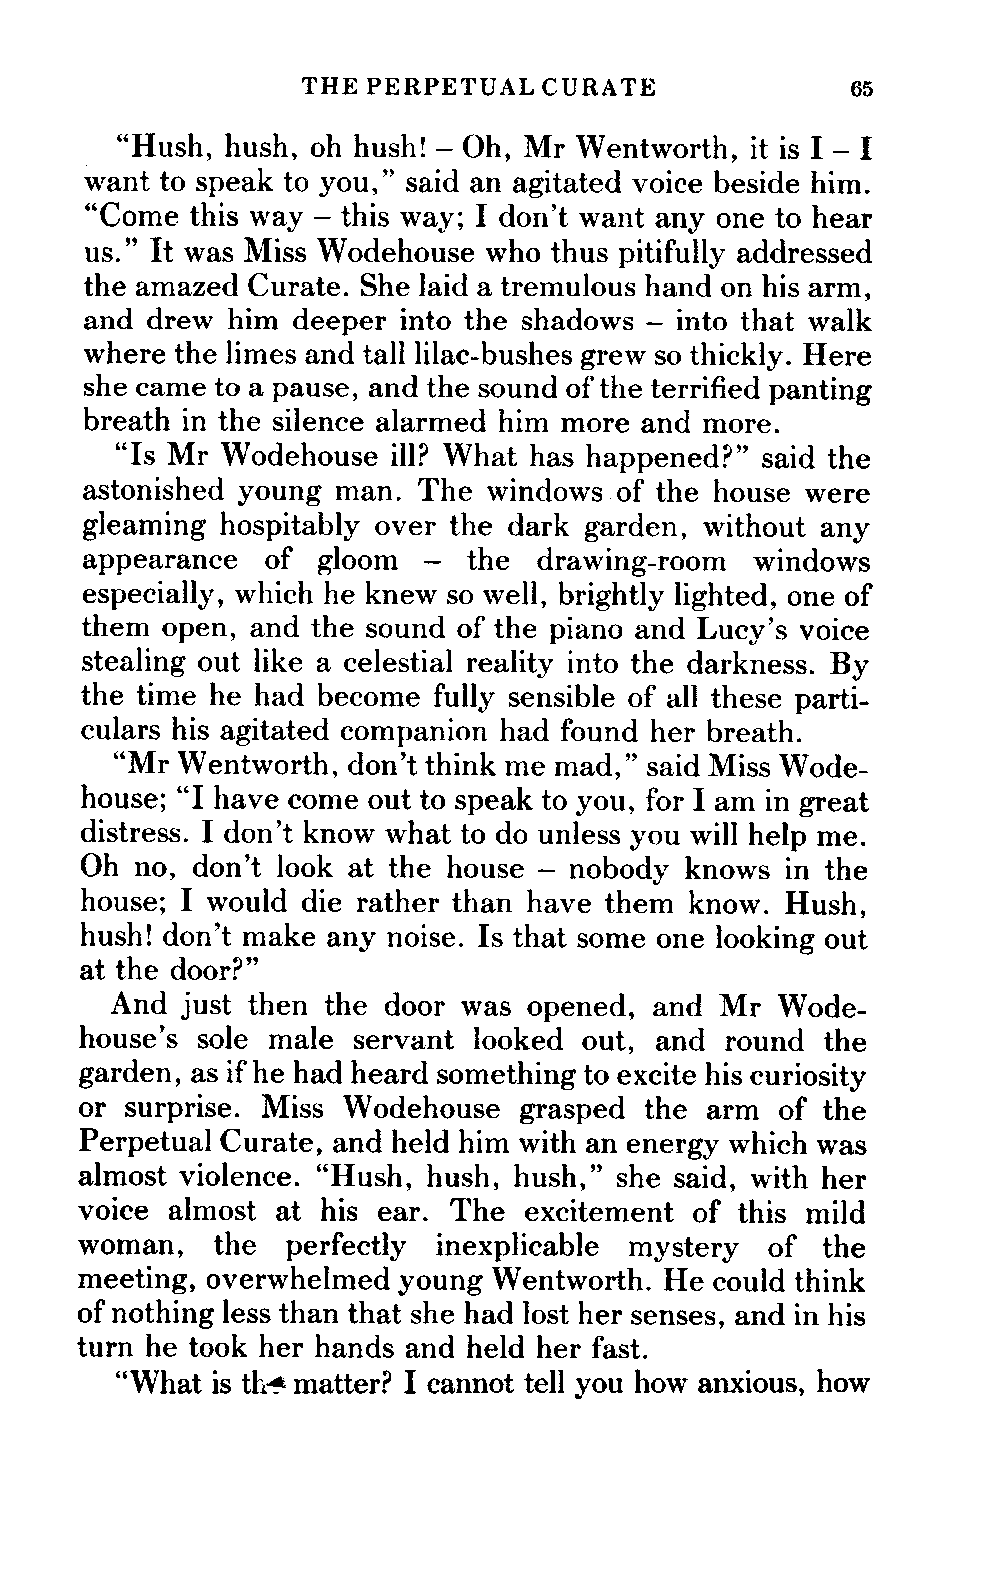 THE PERPETUAL CURATE 65
“Hush, hush, oh hush! – Oh, Mr Wentworth, it is I – I
want to speak to you,” said an agitated voice beside him.
“Come this way – this way; I don't want any one to hear
us.” It was Miss Wodehouse who thus pitifully addressed
the amazed Curate. She laid a tremulous hand on his arm,
and drew him deeper into the shadows – into that walk
where the limes and tall lilac-bushes grew so thickly. Here
she came to a pause, and the sound of the terrified panting
breath in the silence alarmed him more and more.
“Is Mr Wodehouse ill? What has happened?” said the
astonished young man. The windows of the house were
gleaming hospitably over the dark garden, without any
appearance of gloom – the drawing-room windows
especially, which he knew so well, brightly lighted, one of
them open, and the sound of the piano and Lucy's voice
stealing out like a celestial reality into the darkness. By
the time he had become fully sensible of all these parti-
culars his agitated companion had found her breath.
“Mr Wentworth, don't think me mad,” said Miss Wode-
house; “I have come out to speak to you, for I am in great
distress. I don't know what to do unless you will help me.
Oh no, don't look at the house – nobody knows in the
house; I would die rather than have them know. Hush,
hush! don't make any noise. Is that some one looking out
at the door?”
And just then the door was opened, and Mr Wode-
house's sole male servant looked out, and round the
garden, as if he had heard something to excite his curiosity
or surprise. Miss Wodehouse grasped the arm of the
Perpetual Curate, and held him with an energy which was
almost violence. “Hush, hush, hush,” she said, with her
voice almost at his ear. The excitement of this mild
woman, the perfectly inexplicable mystery of the
meeting, overwhelmed young Wentworth. He could think
of nothing less than that she had lost her senses, and in his
turn he took her hands and held her fast.
“What is the matter? I cannot tell you how anxious, how